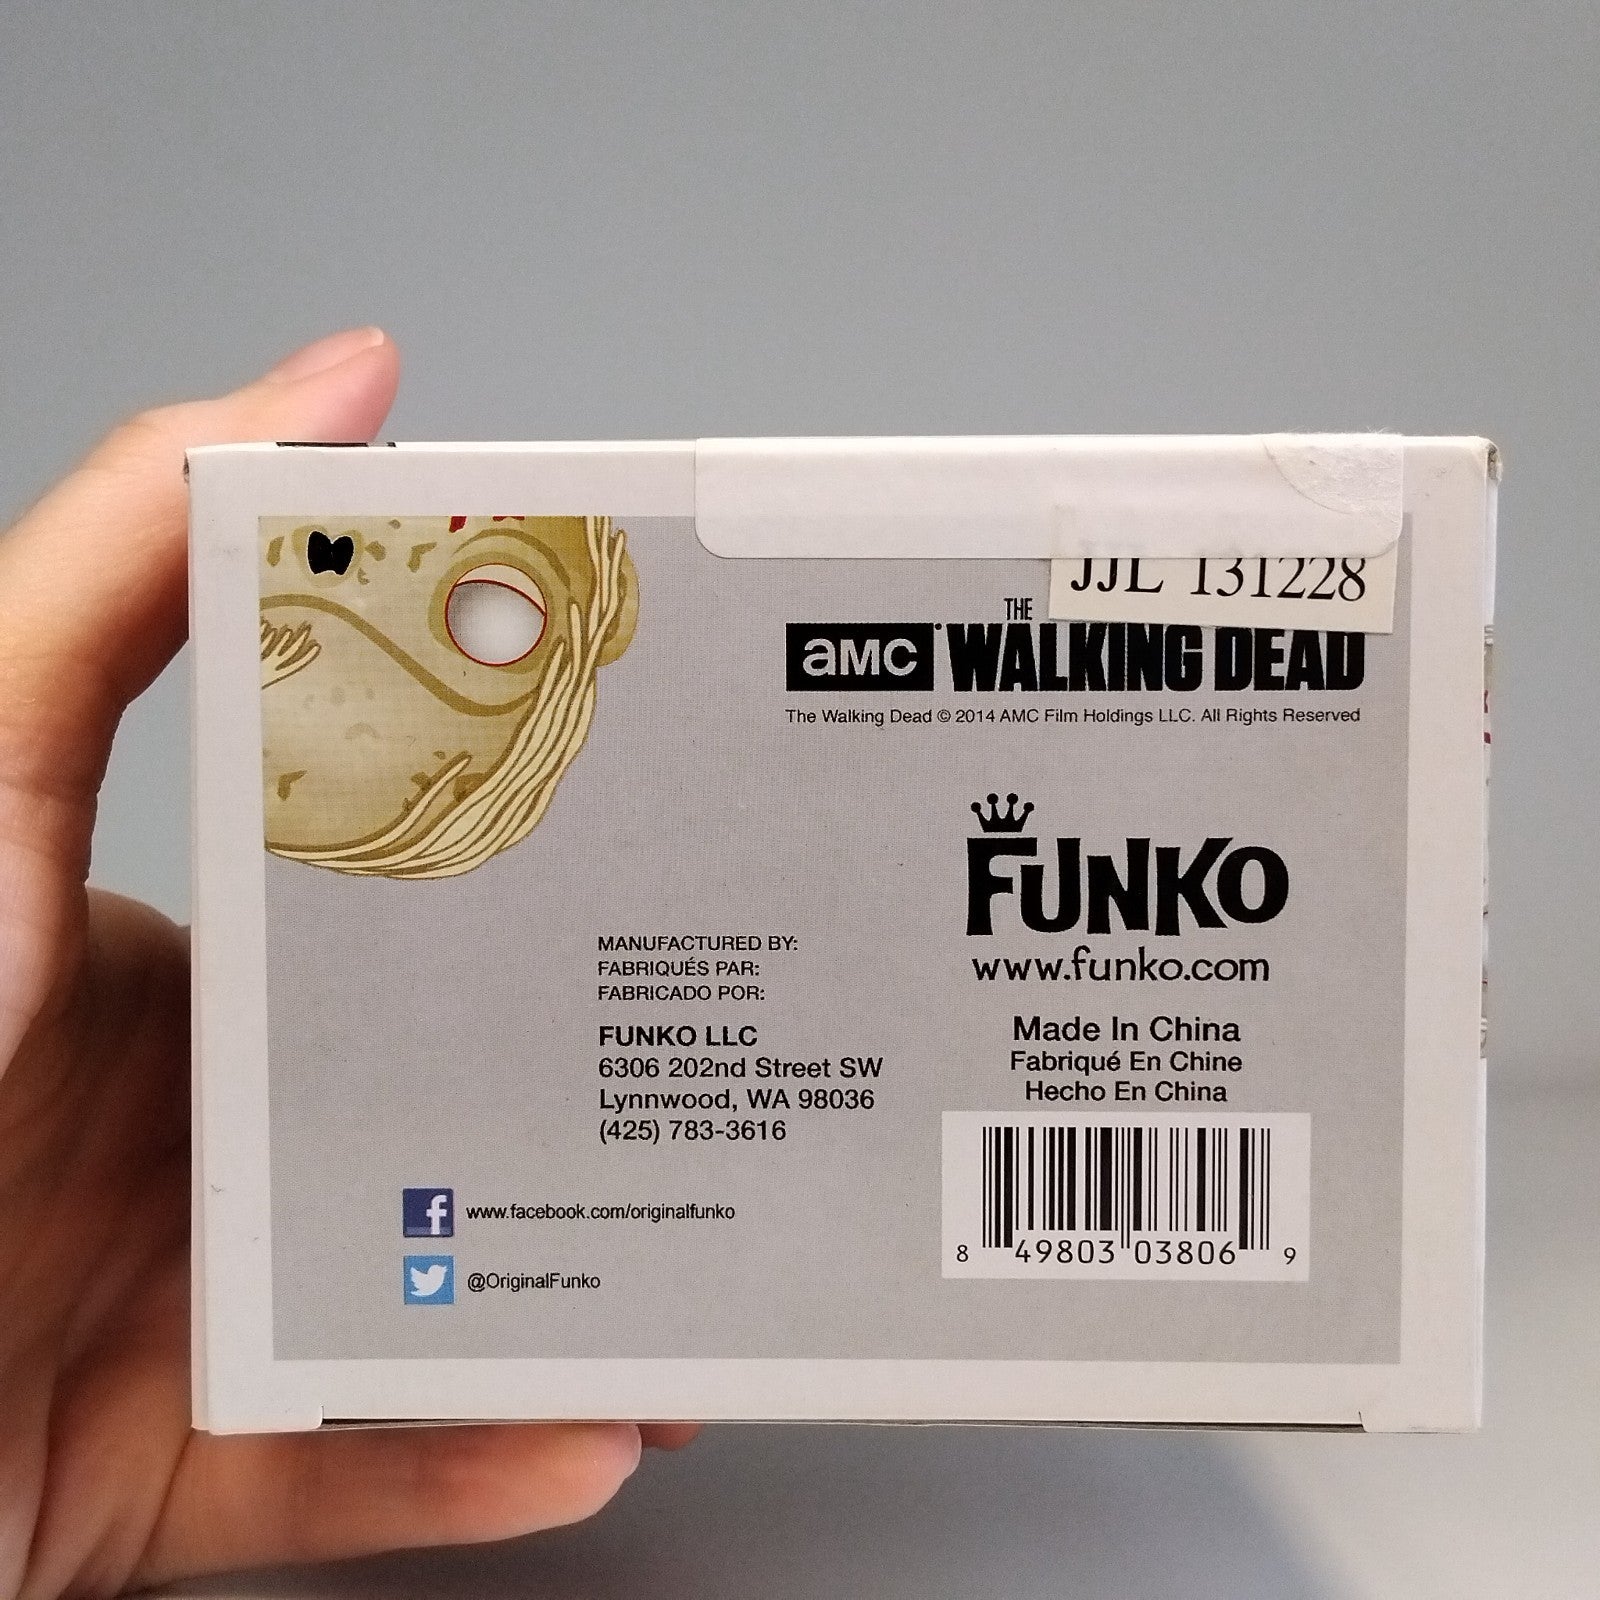 JJL 131228
THE
aMC WALKING DEAD
The Walking Dead © 2014 AMC Film Holdings LLC. All Rights Reserved
FUNKO
www.funko.com
MANUFACTURED BY:
FABRIQUÉS PAR:
FABRICADO POR:
FUNKO LLC
6306 202nd Street SW
Lynnwood, WA 98036
(425) 783-3616
Made In China
Fabriqué En Chine
Hecho En China
8 49803 03806 9
f www.facebook.com/originalfunko
@OriginalFunko